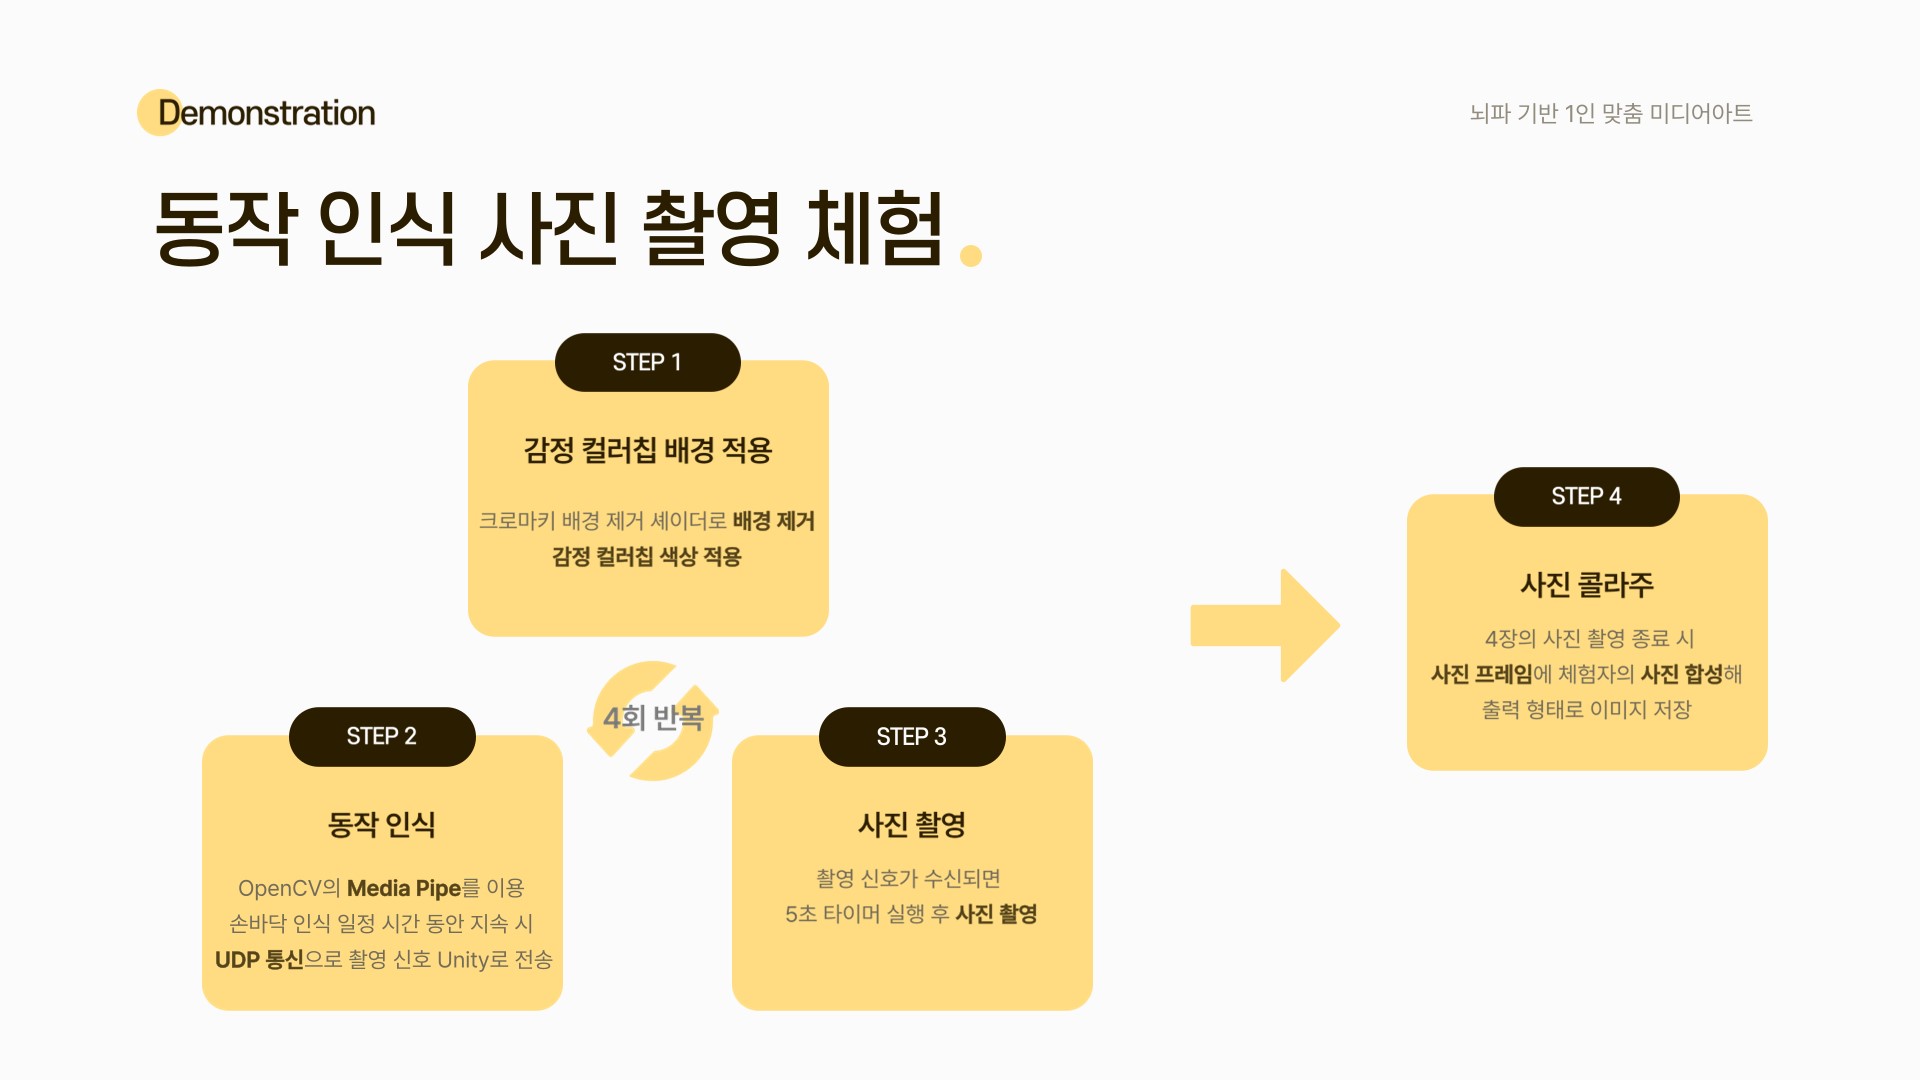 Demonstration
뇌파 기반 1인 맞춤 미디어아트
동작 인식 사진 촬영 체험.
STEP 1
감정 컬러칩 배경 적용
크로마키 배경 제거 셰이더로 배경 제거
감정 컬러칩 색상 적용
4회 반복
STEP 2
동작 인식
OpenCV의 Media Pipe를 이용
손바닥 인식 일정 시간 동안 지속 시
UDP 통신으로 촬영 신호 Unity로 전송
STEP 3
사진 촬영
촬영 신호가 수신되면
5초 타이머 실행 후 사진 촬영
STEP 4
사진 콜라주
4장의 사진 촬영 종료 시
사진 프레임에 체험자의 사진 합성해
출력 형태로 이미지 저장